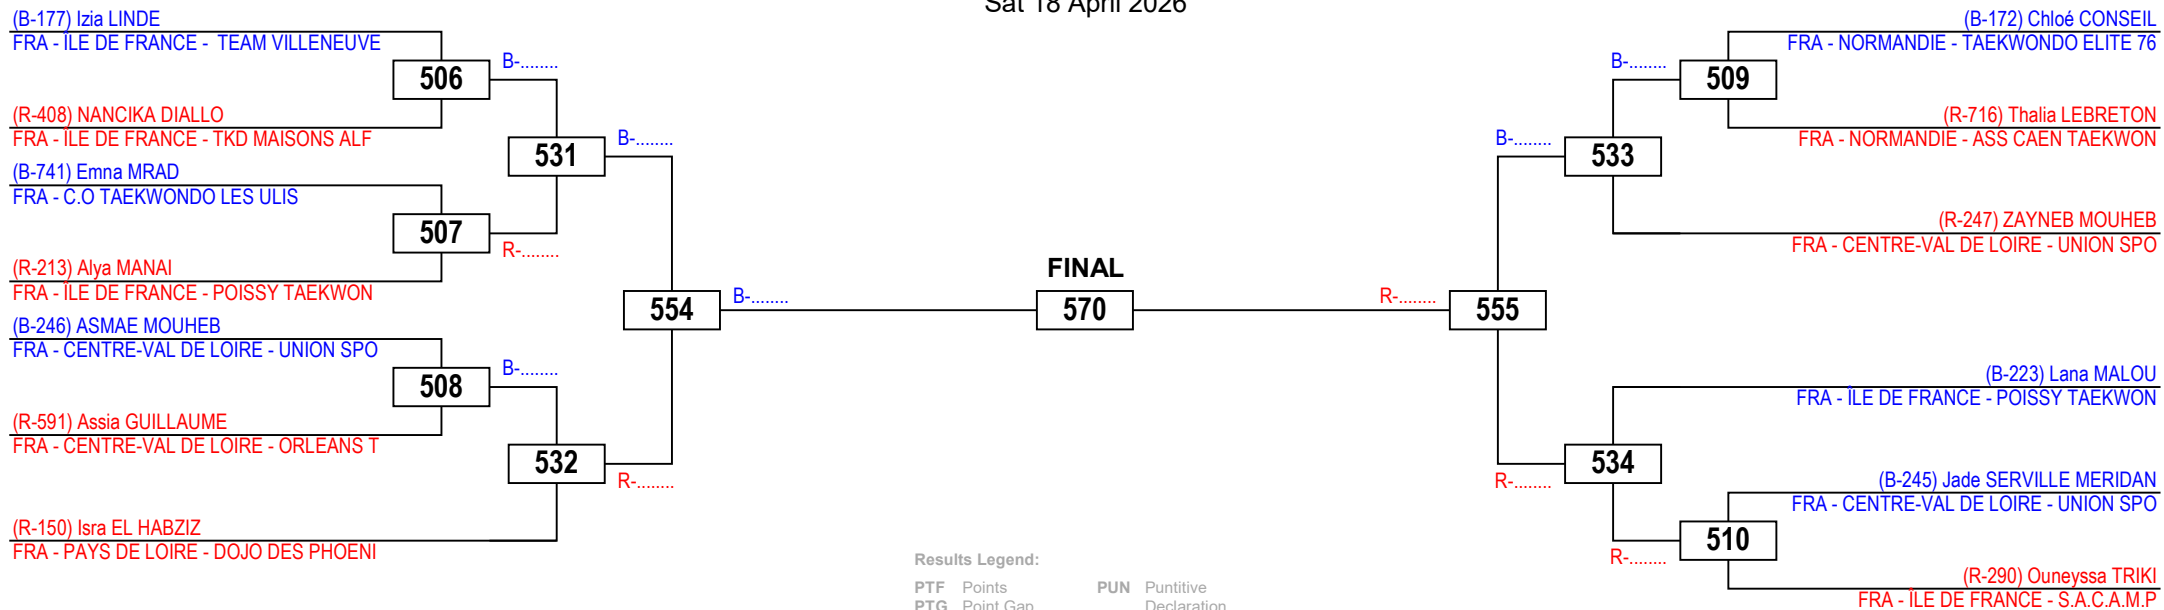 Sat 18 April 2026
(B-177) Izia LINDE
FRA - ÎLE DE FRANCE - TEAM VILLENEUVE
506
B-........
(R-408) NANCIKA DIALLO
FRA - ÎLE DE FRANCE - TKD MAISONS ALF
531
B-........
(B-741) Emna MRAD
FRA - C.O TAEKWONDO LES ULIS
507
R-........
(R-213) Alya MANAI
FRA - ÎLE DE FRANCE - POISSY TAEKWON
554
B-........
(B-246) ASMAE MOUHEB
FRA - CENTRE-VAL DE LOIRE - UNION SPO
508
B-........
(R-591) Assia GUILLAUME
FRA - CENTRE-VAL DE LOIRE - ORLEANS T
532
R-........
(R-150) Isra EL HABZIZ
FRA - PAYS DE LOIRE - DOJO DES PHOENI
FINAL
570
(B-172) Chloé CONSEIL
FRA - NORMANDIE - TAEKWONDO ELITE 76
B-........
509
(R-716) Thalia LEBRETON
FRA - NORMANDIE - ASS CAEN TAEKWON
B-........
533
(R-247) ZAYNEB MOUHEB
FRA - CENTRE-VAL DE LOIRE - UNION SPO
R-........
555
(B-223) Lana MALOU
FRA - ÎLE DE FRANCE - POISSY TAEKWON
534
R-........
(B-245) Jade SERVILLE MERIDAN
FRA - CENTRE-VAL DE LOIRE - UNION SPO
510
R-........
(R-290) Ouneyssa TRIKI
FRA - ÎLE DE FRANCE - S.A.C.A.M.P
Results Legend:
PTF Points
PUN Puntitive
PTG Point Gap
Declaration